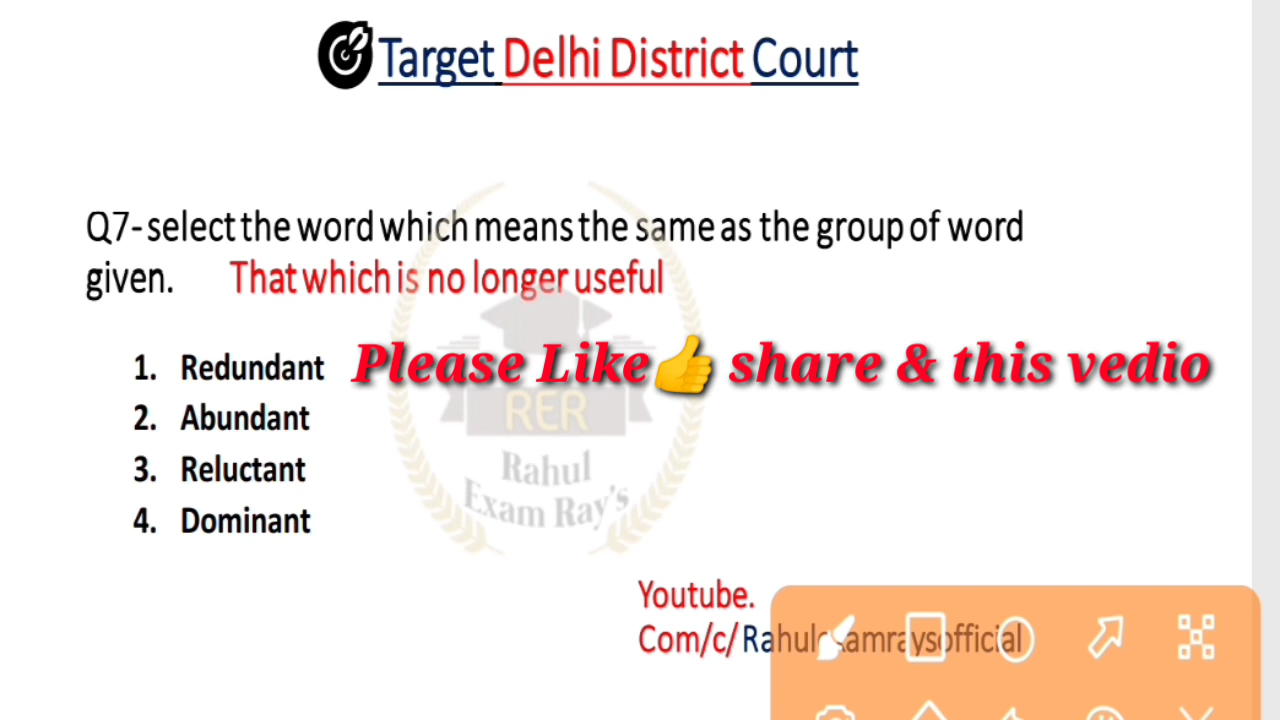 Target Delhi District Court
Q7- select the word which means the same as the group of word
given. That which is no longer useful
1. Redundant
Please Like👍 share & this vedio
2. Abundant
3. Reluctant
4. Dominant
RER
Rahul
Exam Ray's
Youtube.
Com/c/Rahulexamraysofficial